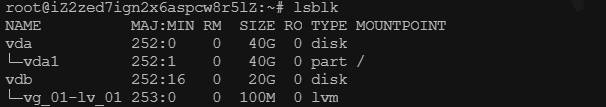 root@iZ2zed7ign2x6aspcw8r5lZ:~# lsblk
NAME            MAJ:MIN RM  SIZE RO TYPE MOUNTPOINT
vda             252:0    0   40G  0 disk
└─vda1          252:1    0   40G  0 part /
vdb             252:16   0   20G  0 disk
└─vg_01-lv_01 253:0    0  100M  0 lvm